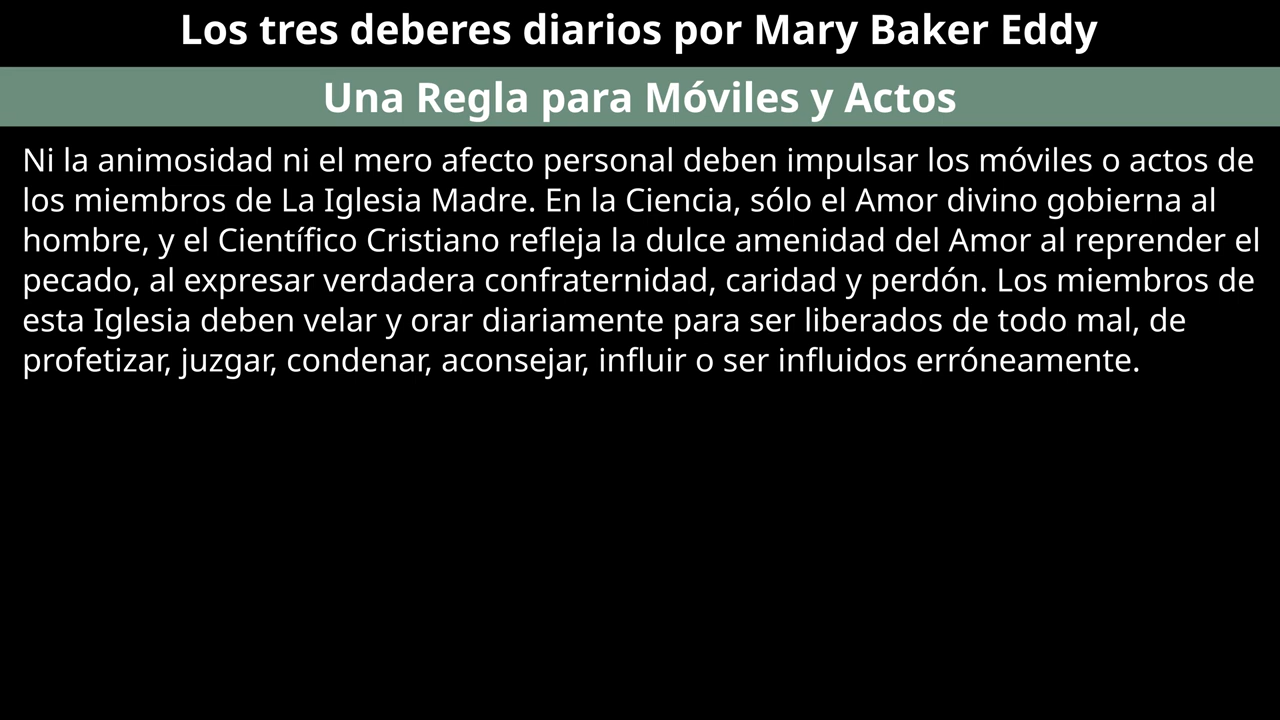 Los tres deberes diarios por Mary Baker Eddy
Una Regla para Móviles y Actos
Ni la animosidad ni el mero afecto personal deben impulsar los móviles o actos de
los miembros de La Iglesia Madre. En la Ciencia, sólo el Amor divino gobierna al
hombre, y el Científico Cristiano refleja la dulce amenidad del Amor al reprender el
pecado, al expresar verdadera confraternidad, caridad y perdón. Los miembros de
esta Iglesia deben velar y orar diariamente para ser liberados de todo mal, de
profetizar, juzgar, condenar, aconsejar, influir o ser influidos erróneamente.